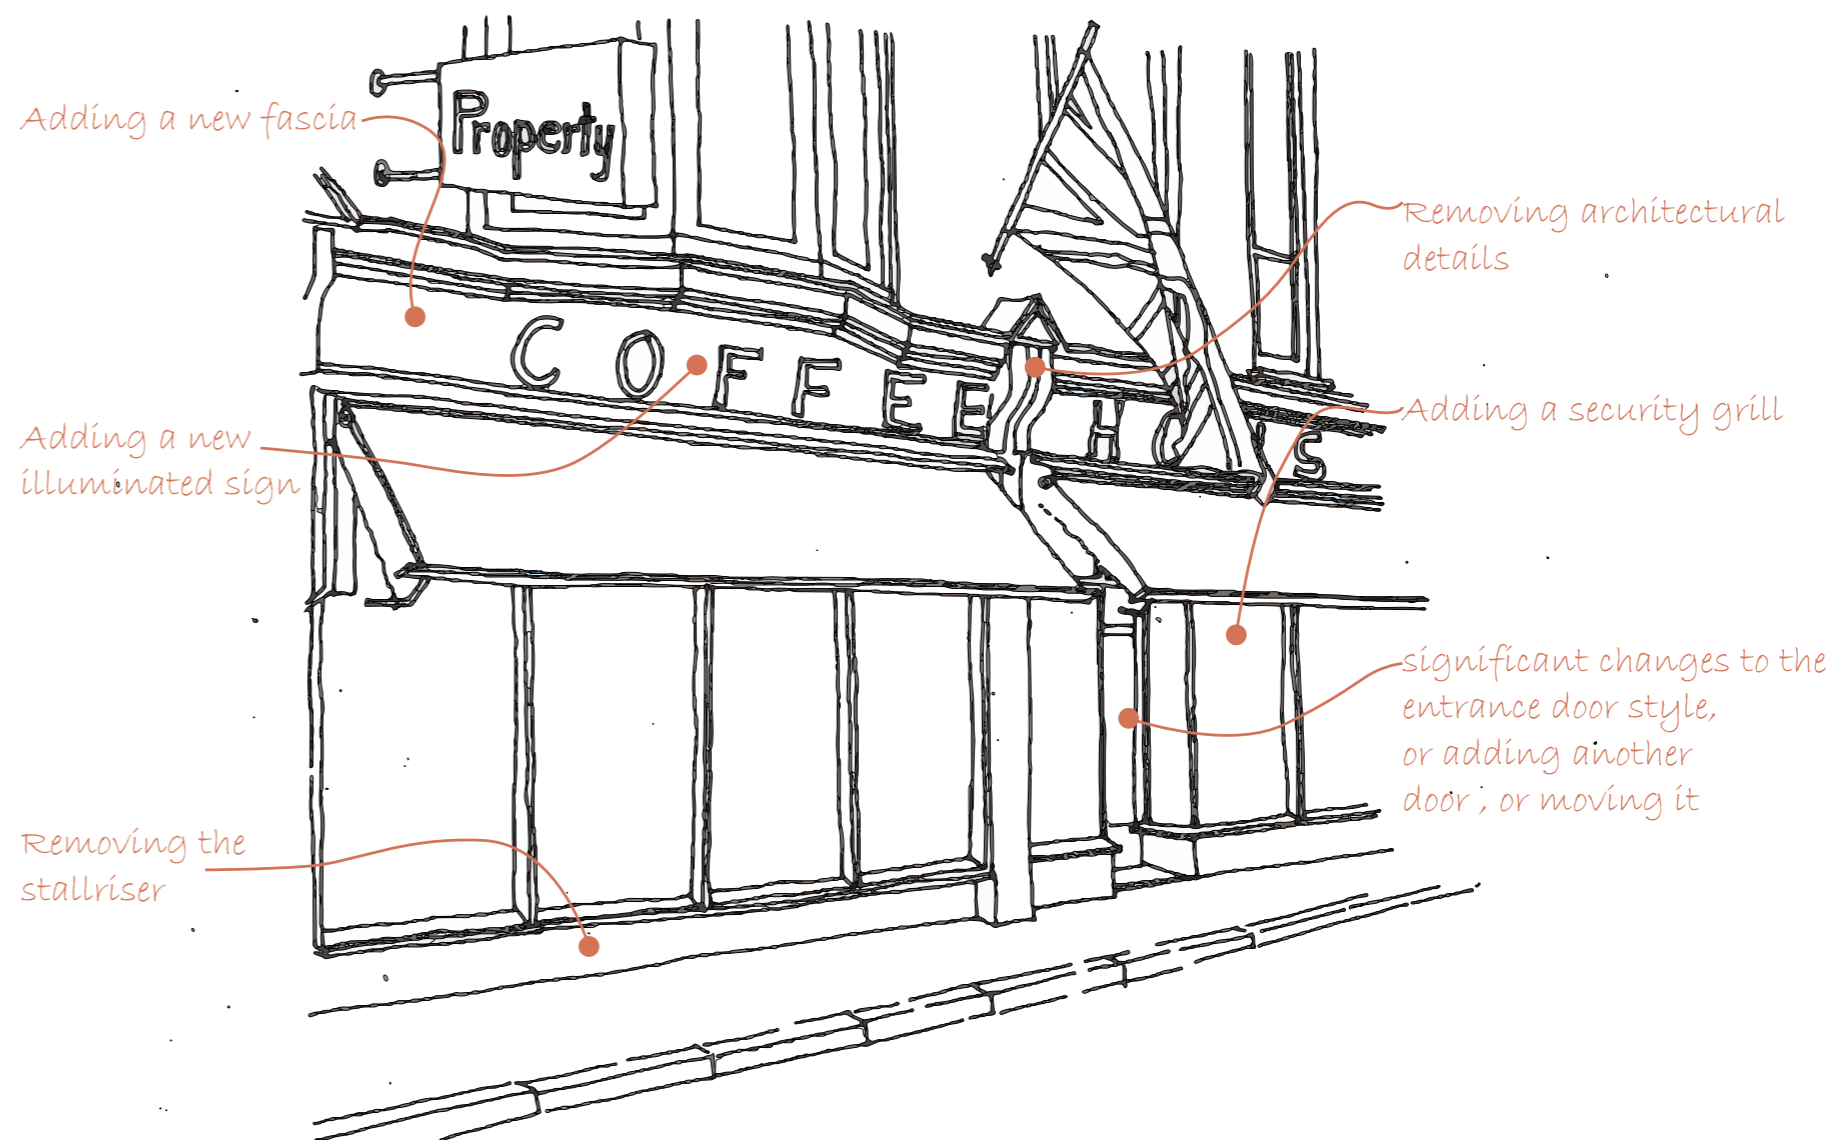 Property
Adding a new fascia
Removing architectural
details
COFFEE HOUS
Adding a new
illuminated sign
Adding a security grill
significant changes to the
entrance door style,
or adding another
door, or moving it
Removing the
stallriser